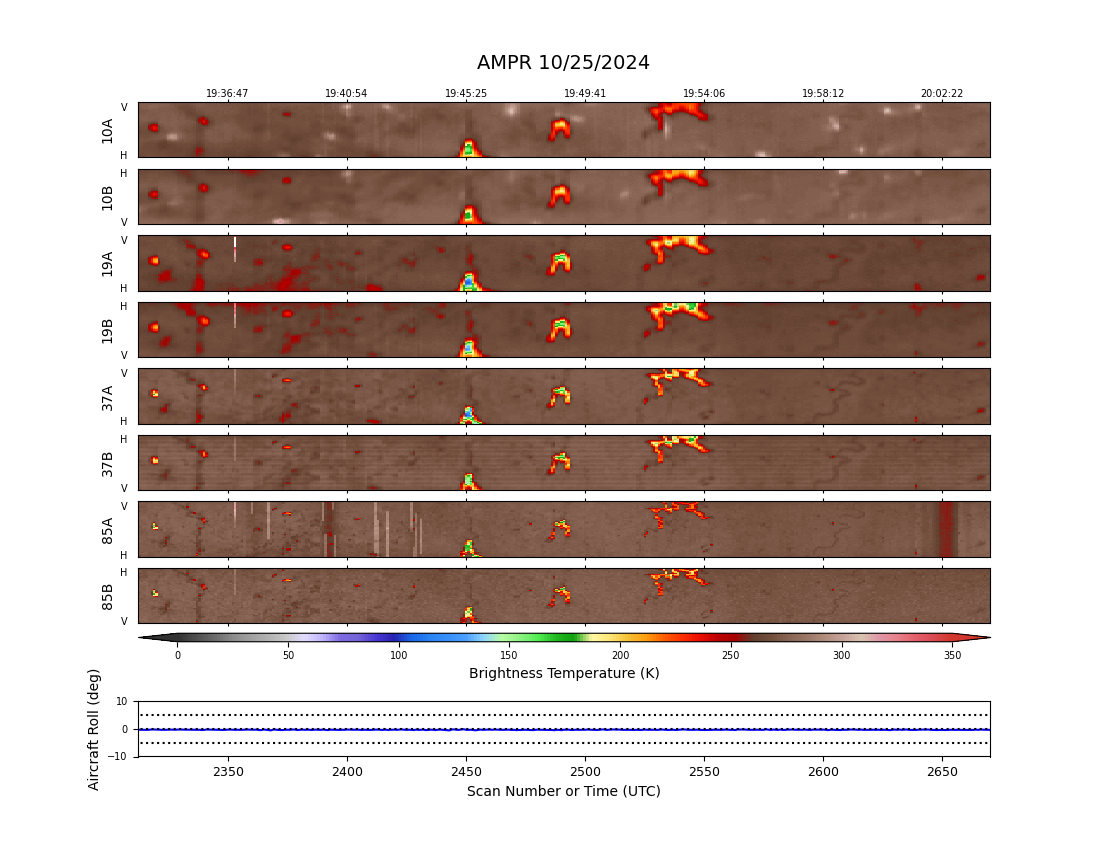 AMPR 10/25/2024
19:36:47 19:40:54 19:45:25 19:49:41 19:54:06 19:58:12 20:02:22
V
10A
H
H
10B
V
V
19A
H
H
19B
V
V
37A
H
H
37B
V
V
85A
H
H
85B
V
0 50 100 150 200 250 300 350
Brightness Temperature (K)
Aircraft Roll (deg)
10
0
−10
2350 2400 2450 2500 2550 2600 2650
Scan Number or Time (UTC)